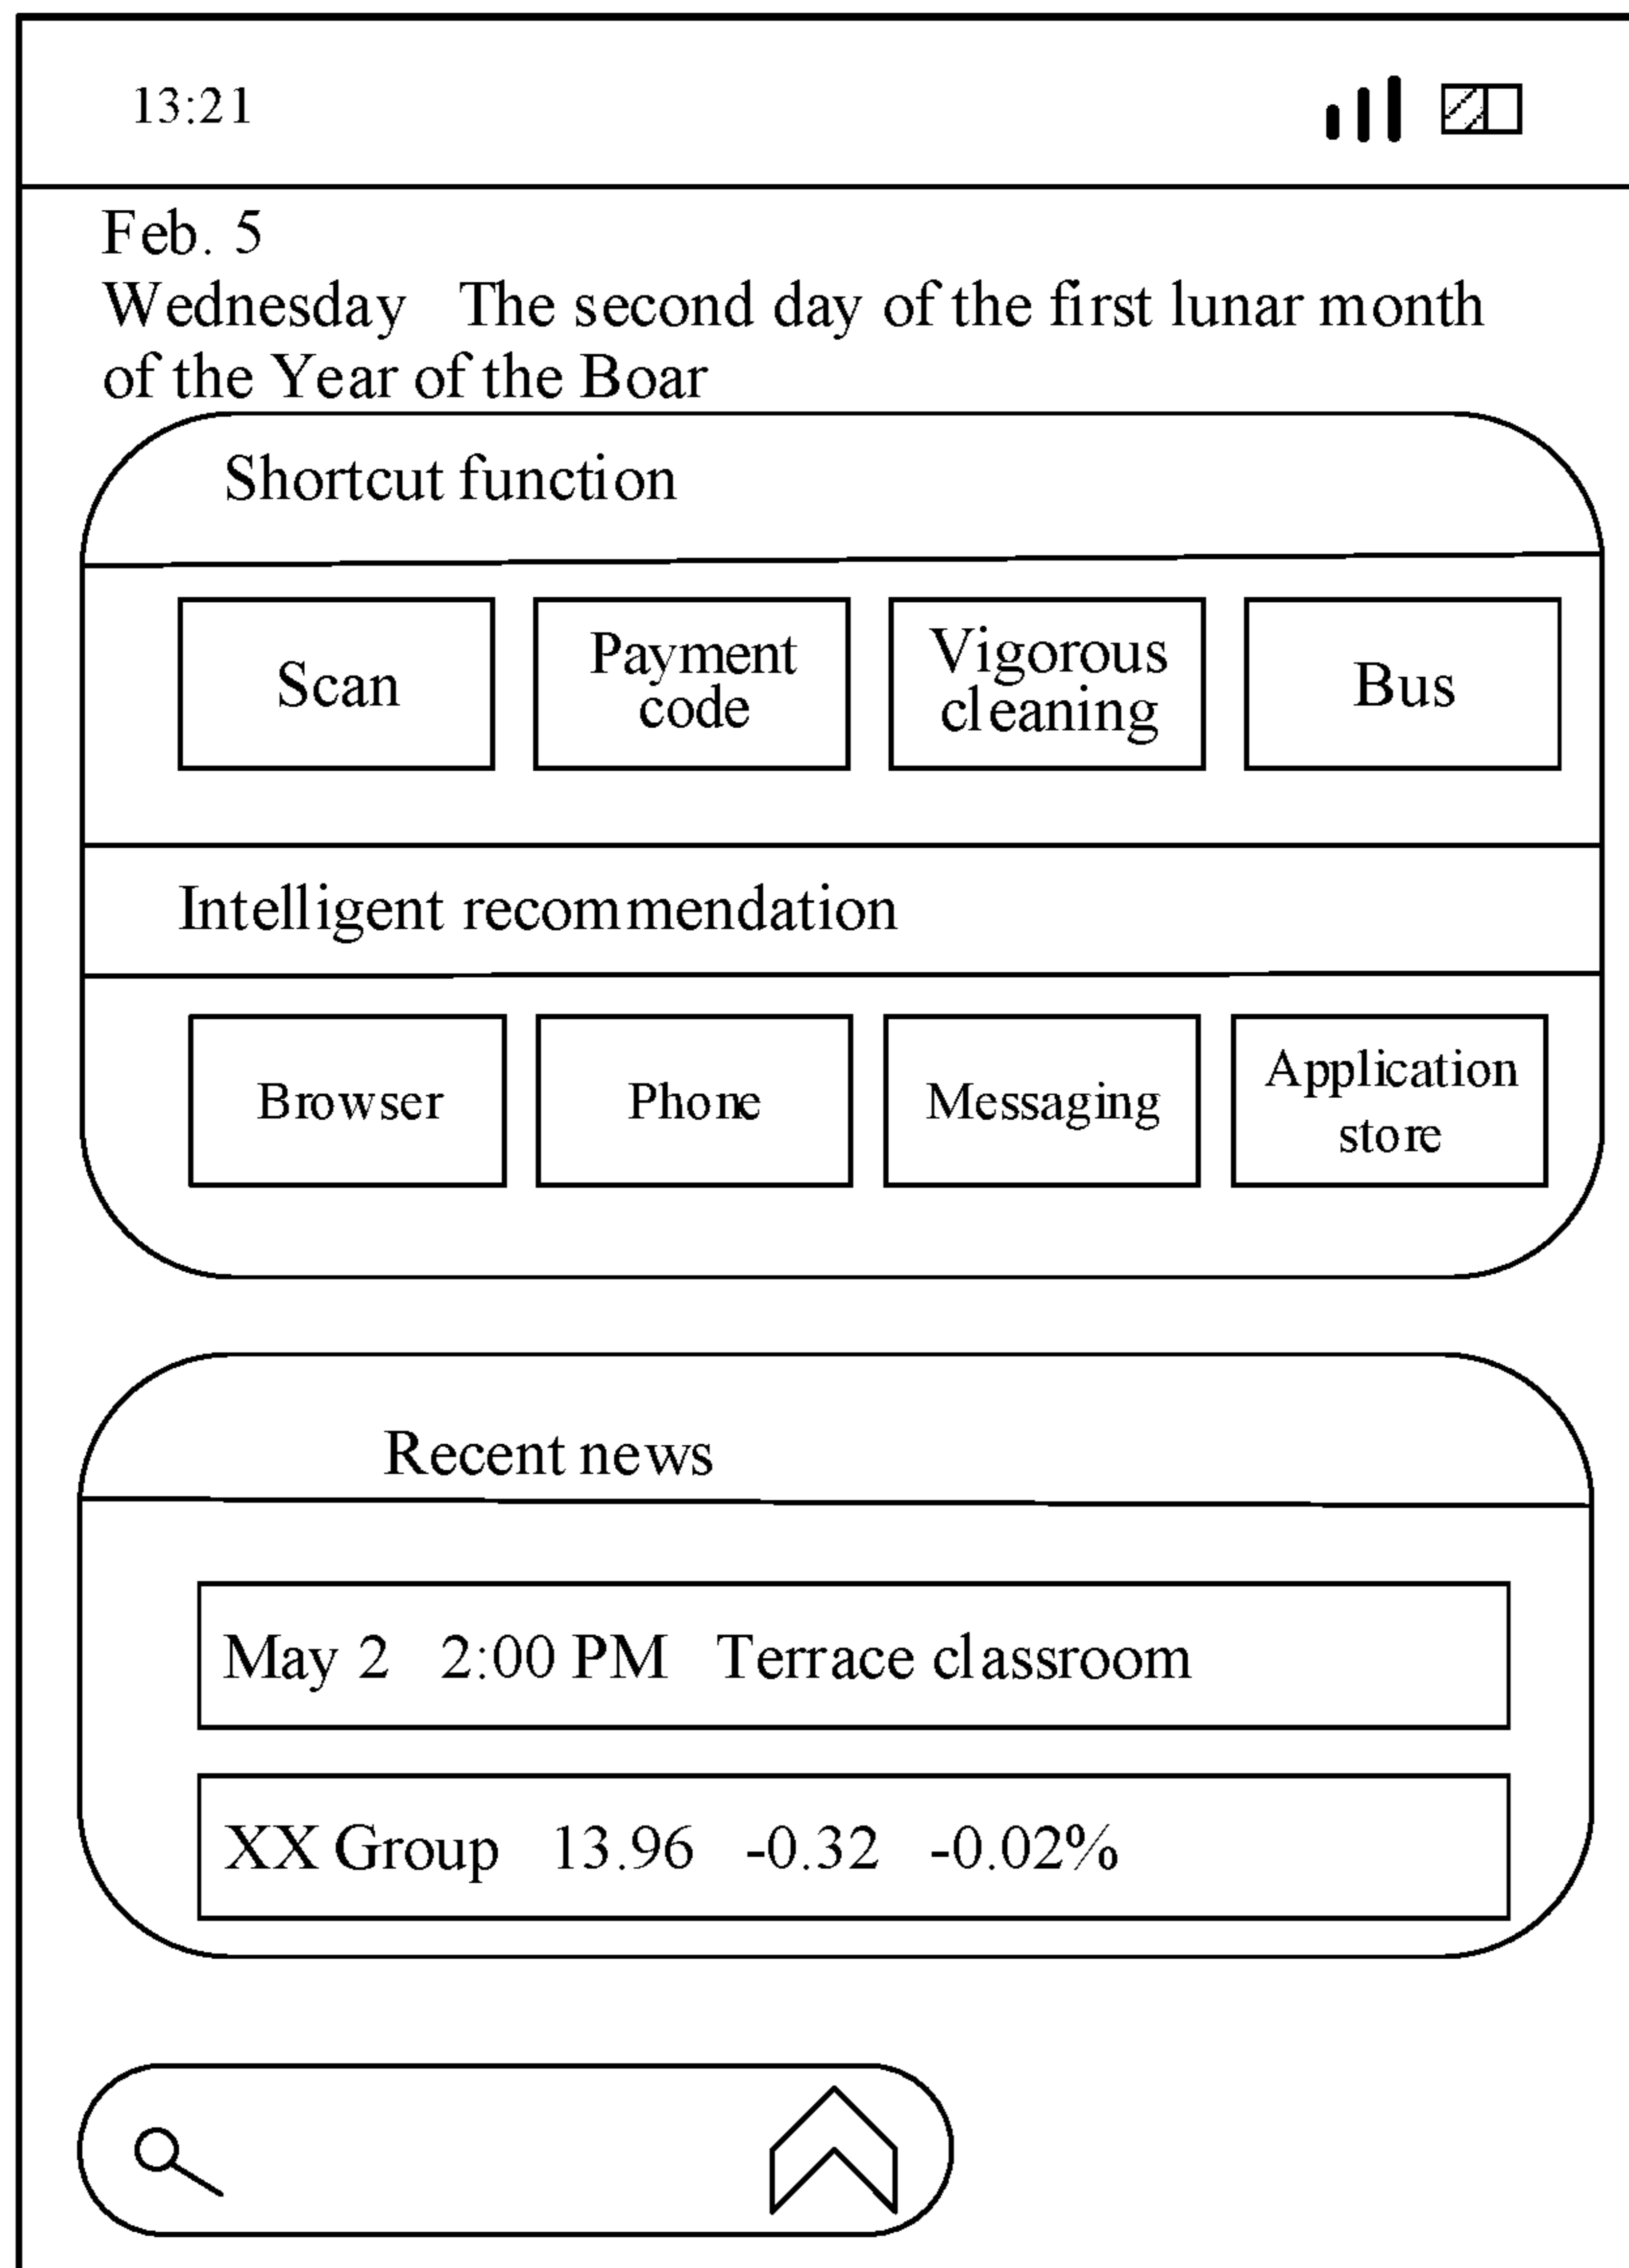 13:21
Feb. 5
Wednesday The second day of the first lunar month
of the Year of the Boar
Shortcut function
Scan
Payment
code
Vigorous
cleaning
Bus
Intelligent recommendation
Browser
Phone
Messaging
Application
store
Recent news
May 2 2:00 PM Terrace classroom
XX Group 13.96 -0.32 -0.02%